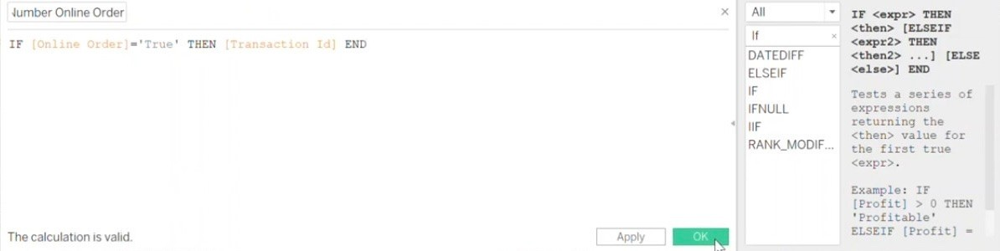 Number Online Order
×
IF [Online Order]='True' THEN [Transaction Id] END
The calculation is valid.
Apply
OK
All
If
×
DATEDIFF
ELSEIF
IF
IFNULL
IIF
RANK_MODIF...
IF <expr> THEN
<then> [ELSEIF
<expr2> THEN
<then2> ...] [ELSE
<else>] END
Tests a series of
expressions
returning the
<then> value for
the first true
<expr>.
Example: IF
[Profit] > 0 THEN
'Profitable'
ELSEIF [Profit] =